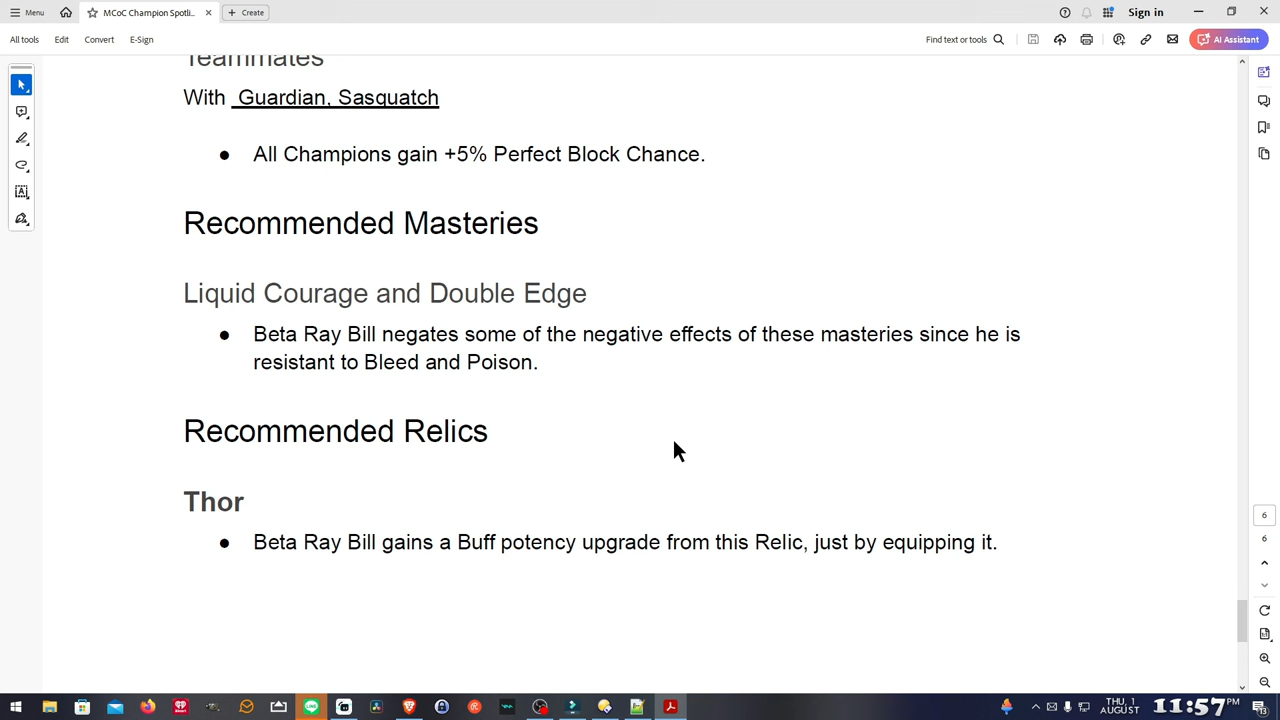 Menu
MCoC Champion Spotli...
Create
Sign in
All tools
Edit
Convert
E-Sign
Find text or tools
AI Assistant
Teammates
With Guardian, Sasquatch
● All Champions gain +5% Perfect Block Chance.
Recommended Masteries
Liquid Courage and Double Edge
● Beta Ray Bill negates some of the negative effects of these masteries since he is
resistant to Bleed and Poison.
Recommended Relics
Thor
● Beta Ray Bill gains a Buff potency upgrade from this Relic, just by equipping it.
6
6
THU, 1
AUGUST
11:57PM